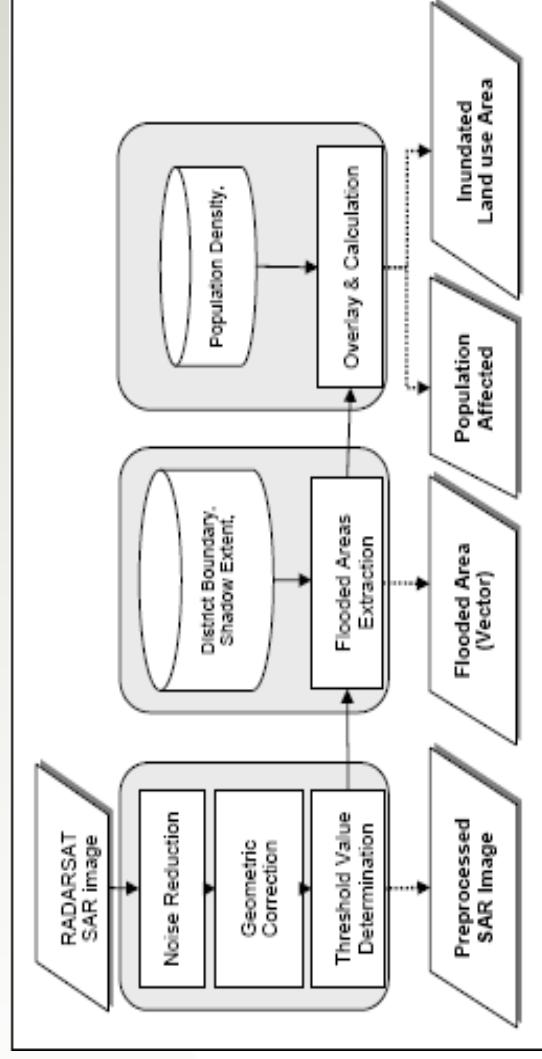 RADARSAT
SAR image
Noise Reduction
Geometric
Correction
Threshold Value
Determination
Preprocessed
SAR Image
District Boundary,
Shadow Extent,
Flooded Areas
Extraction
Flooded Area
(Vector)
Population Density,
Overlay & Calculation
Population
Affected
Inundated
Land use Area